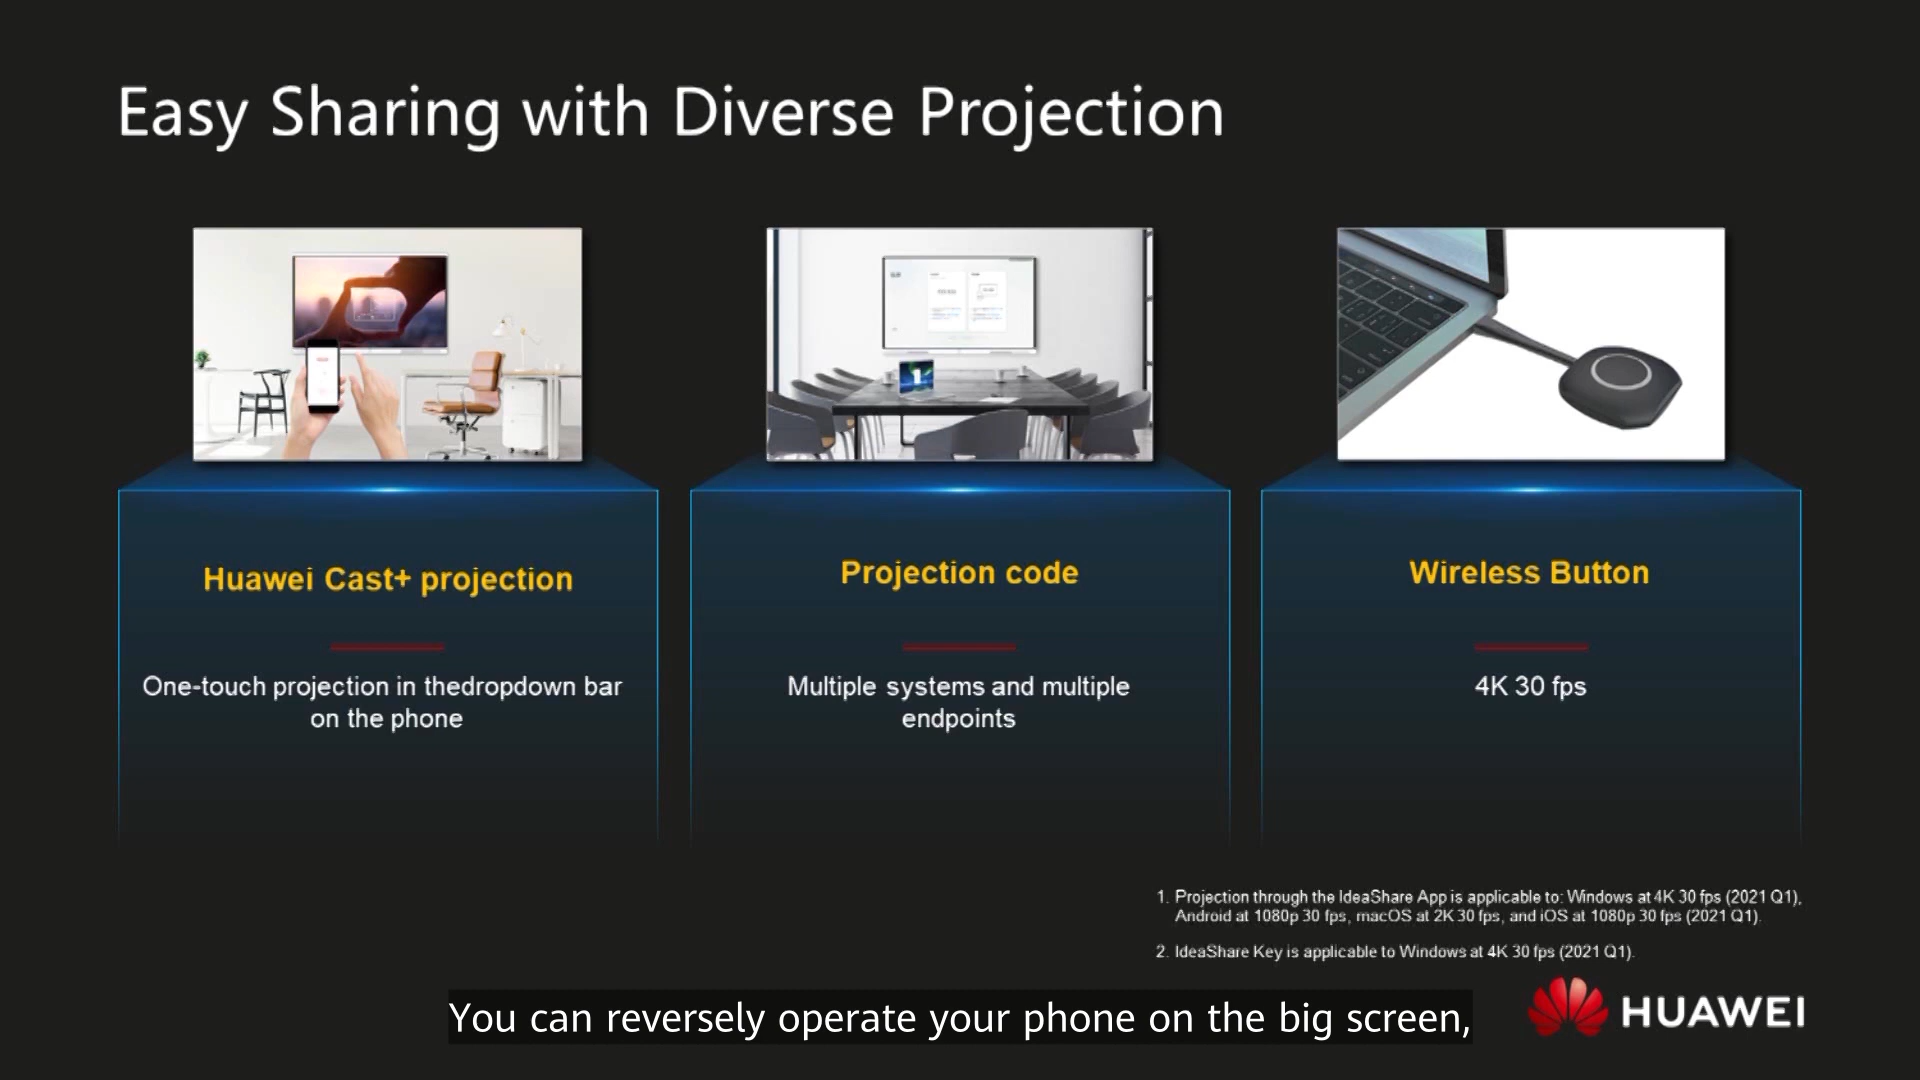 Easy Sharing with Diverse Projection
Huawei Cast+ projection
One-touch projection in thedropdown bar
on the phone
Projection code
Multiple systems and multiple
endpoints
Wireless Button
4K 30 fps
1. Projection through the IdeaShare App is applicable to: Windows at 4K 30 fps (2021 Q1),
Android at 1080p 30 fps, macOS at 2K 30 fps, and iOS at 1080p 30 fps (2021 Q1).
2. IdeaShare Key is applicable to Windows at 4K 30 fps (2021 Q1).
You can reversely operate your phone on the big screen,
HUAWEI